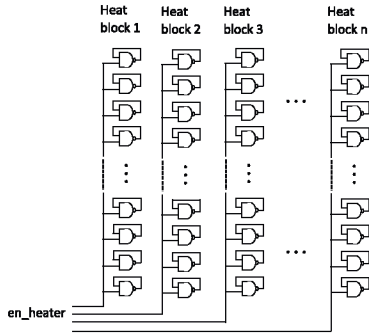 Heat block 1
Heat block 2
Heat block 3
Heat block n
en_heater